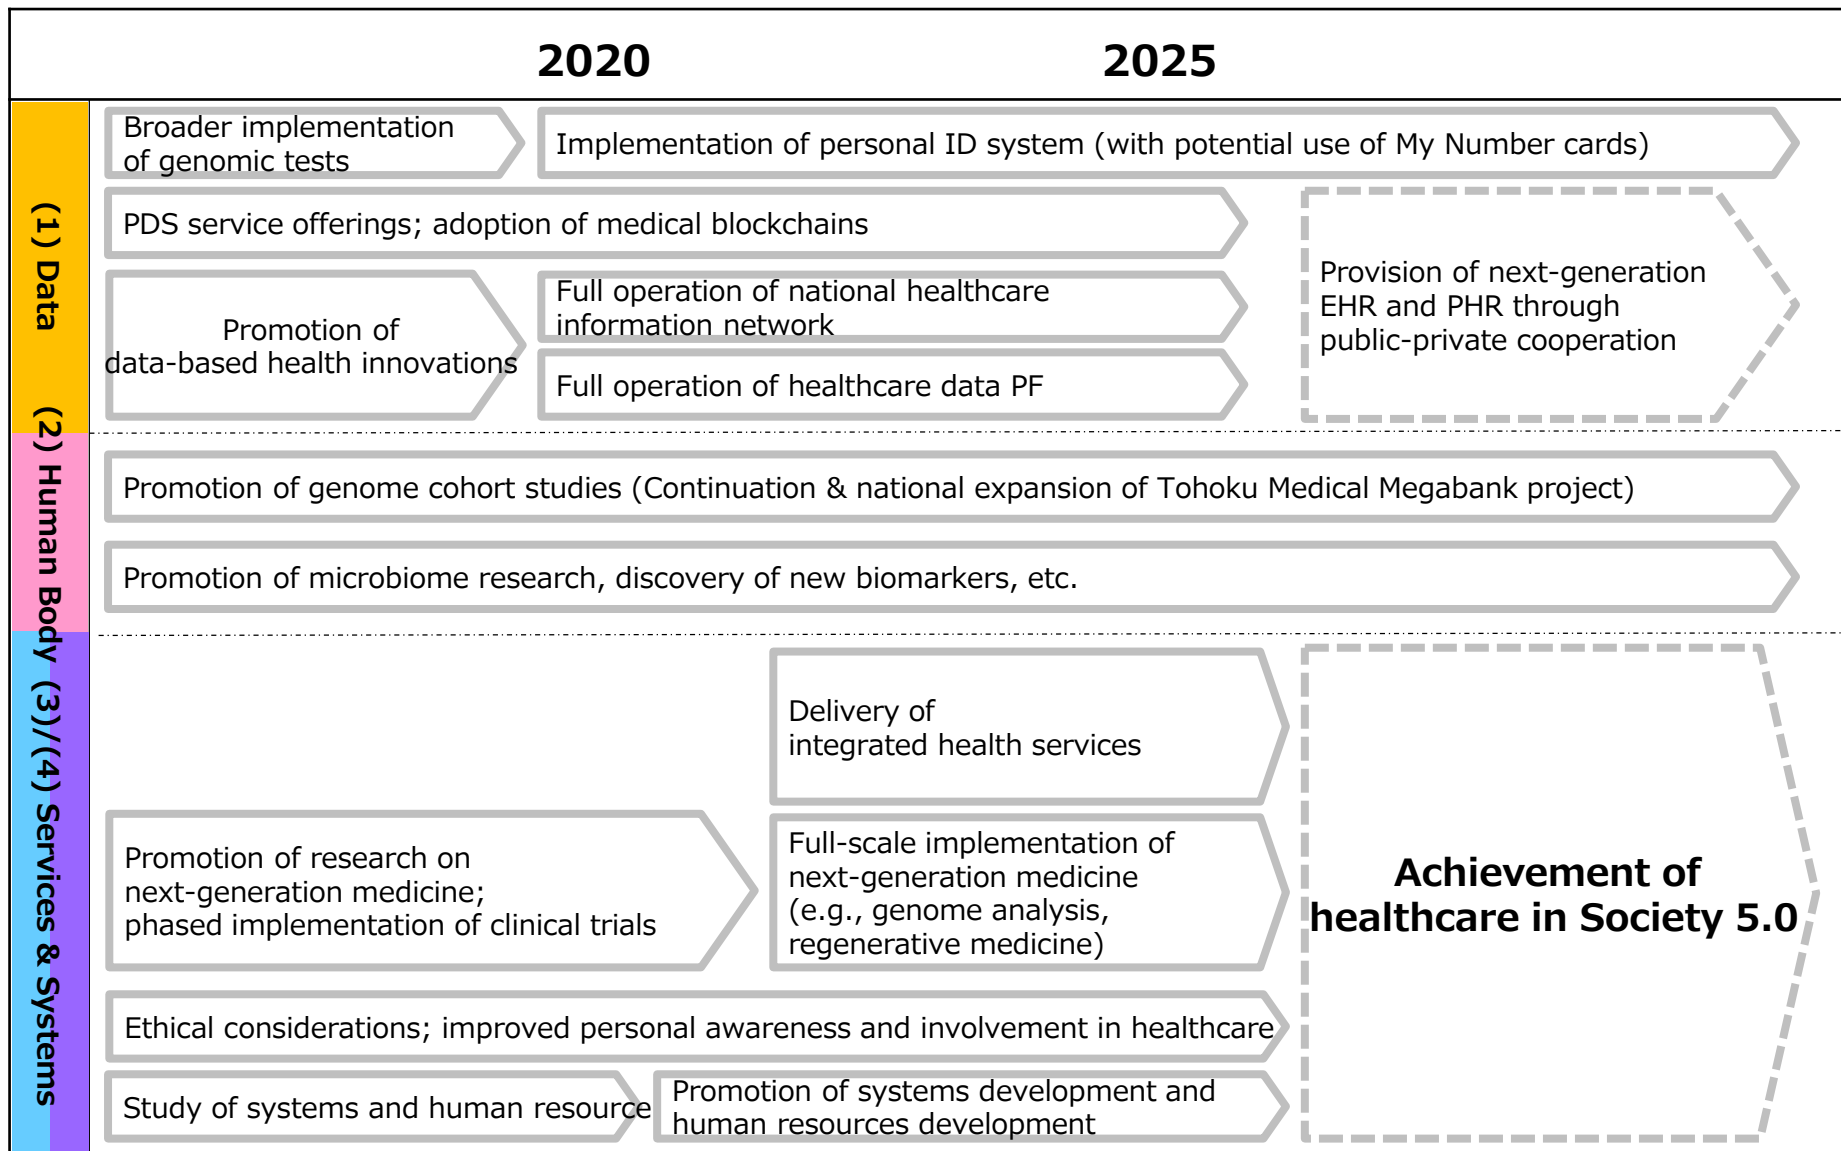 2020
2025
(1) Data
Broader implementation
of genomic tests
Implementation of personal ID system (with potential use of My Number cards)
PDS service offerings; adoption of medical blockchains
Promotion of
data-based health innovations
Full operation of national healthcare
information network
Full operation of healthcare data PF
Provision of next-generation
EHR and PHR through
public-private cooperation
(2) Human Body
Promotion of genome cohort studies (Continuation & national expansion of Tohoku Medical Megabank project)
Promotion of microbiome research, discovery of new biomarkers, etc.
(3)/(4) Services & Systems
Delivery of
integrated health services
Promotion of research on
next-generation medicine;
phased implementation of clinical trials
Full-scale implementation of
next-generation medicine
(e.g., genome analysis,
regenerative medicine)
Ethical considerations; improved personal awareness and involvement in healthcare
Study of systems and human resource
Promotion of systems development and
human resources development
Achievement of
healthcare in Society 5.0